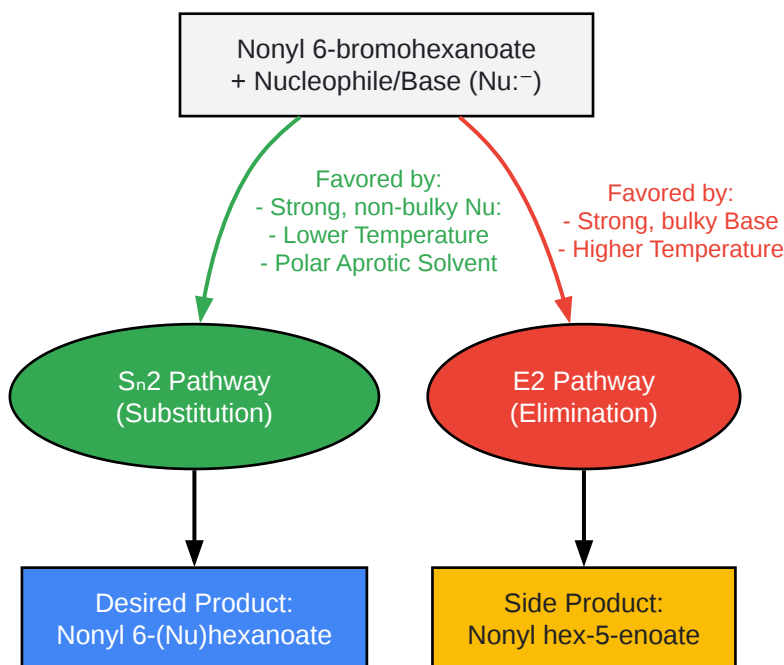 Nonyl 6-bromohexanoate
+ Nucleophile/Base (Nu:⁻)
Favored by:
- Strong, non-bulky Nu:
- Lower Temperature
- Polar Aprotic Solvent
Favored by:
- Strong, bulky Base
- Higher Temperature
Sₙ2 Pathway
(Substitution)
E2 Pathway
(Elimination)
Desired Product:
Nonyl 6-(Nu)hexanoate
Side Product:
Nonyl hex-5-enoate